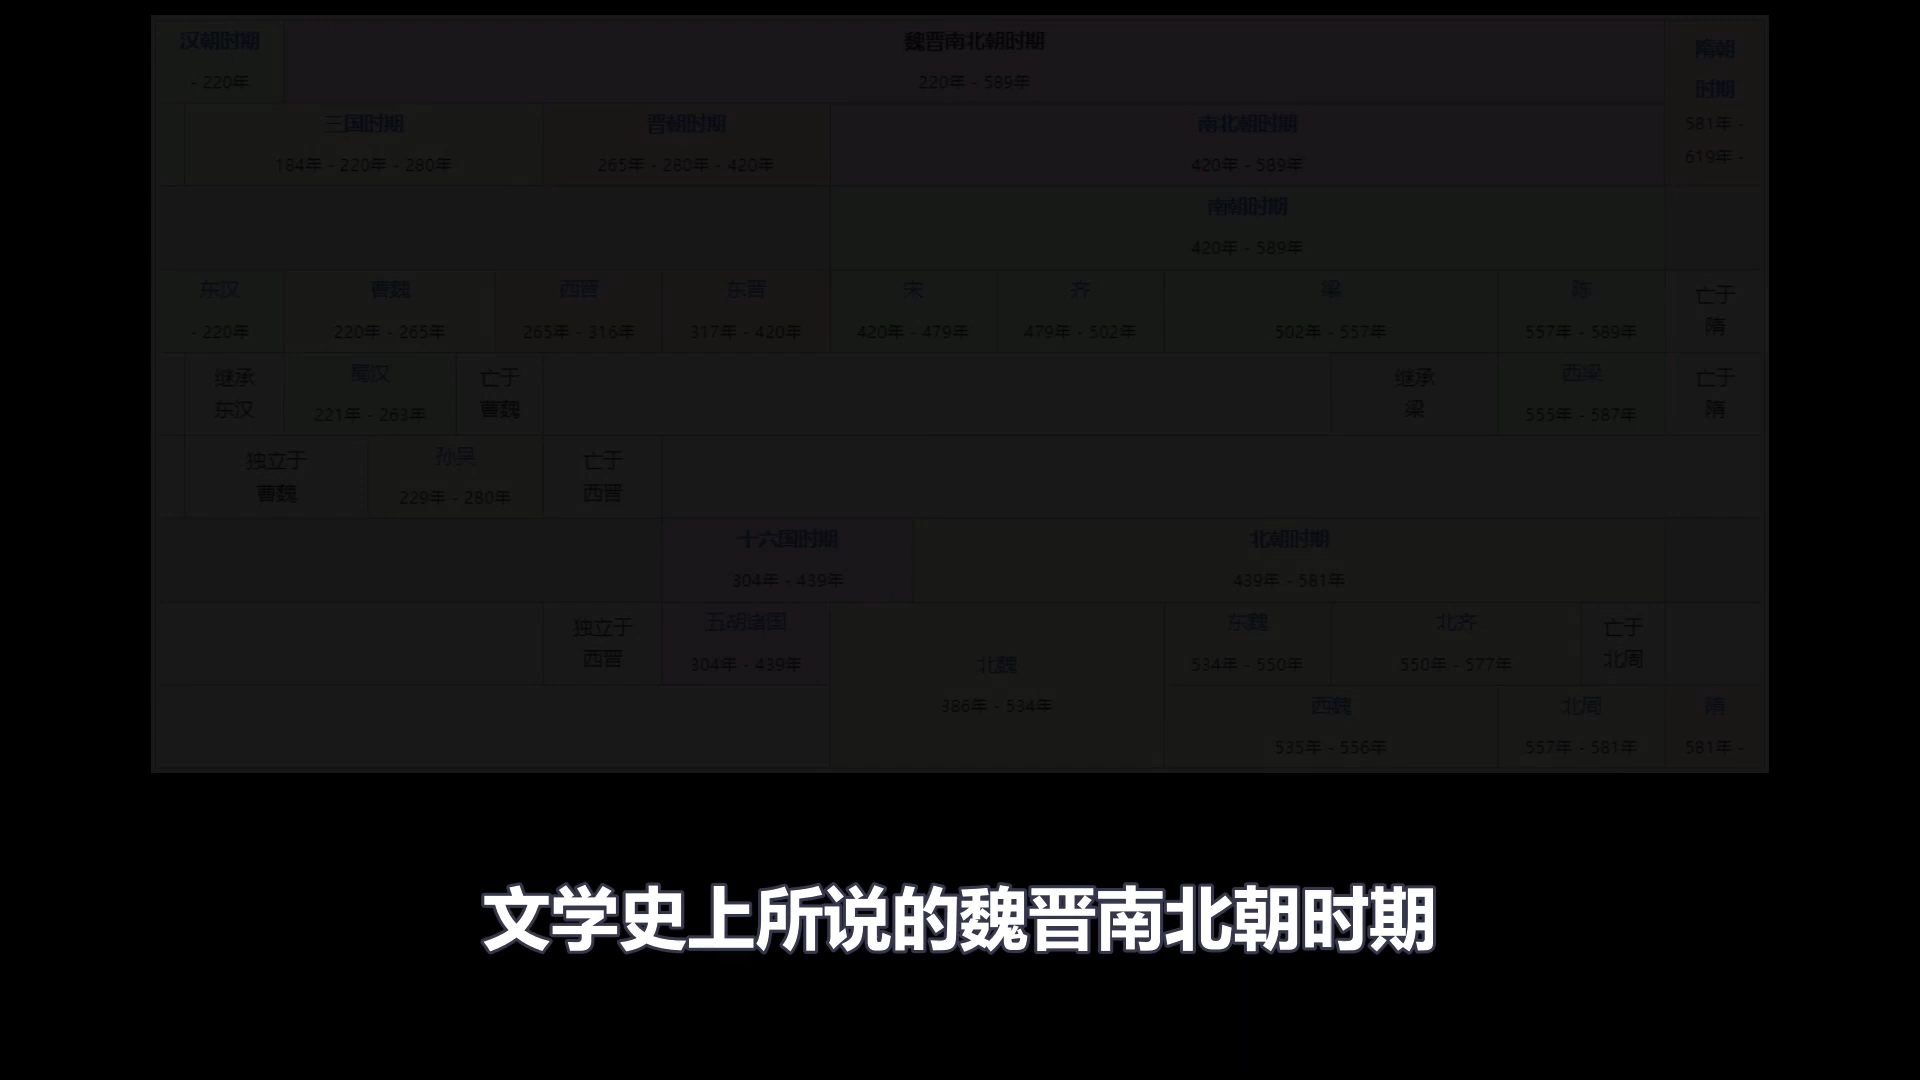 汉朝时期
- 220年
魏晋南北朝时期
220年 - 589年
隋朝
时期
581年 -
619年 -
三国时期
184年 - 220年 - 280年
晋朝时期
265年 - 280年 - 420年
南北朝时期
420年 - 589年
南朝时期
420年 - 589年
东汉
- 220年
曹魏
220年 - 265年
西晋
265年 - 316年
东晋
317年 - 420年
宋
420年 - 479年
齐
479年 - 502年
梁
502年 - 557年
陈
557年 - 589年
亡于
隋
继承
东汉
蜀汉
221年 - 263年
亡于
曹魏
继承
梁
西梁
555年 - 587年
亡于
隋
独立于
曹魏
孙吴
229年 - 280年
亡于
西晋
十六国时期
304年 - 439年
北朝时期
439年 - 581年
独立于
西晋
五胡诸国
304年 - 439年
北魏
386年 - 534年
东魏
534年 - 550年
北齐
550年 - 577年
亡于
北周
西魏
535年 - 556年
北周
557年 - 581年
隋
581年 -
文学史上所说的魏晋南北朝时期